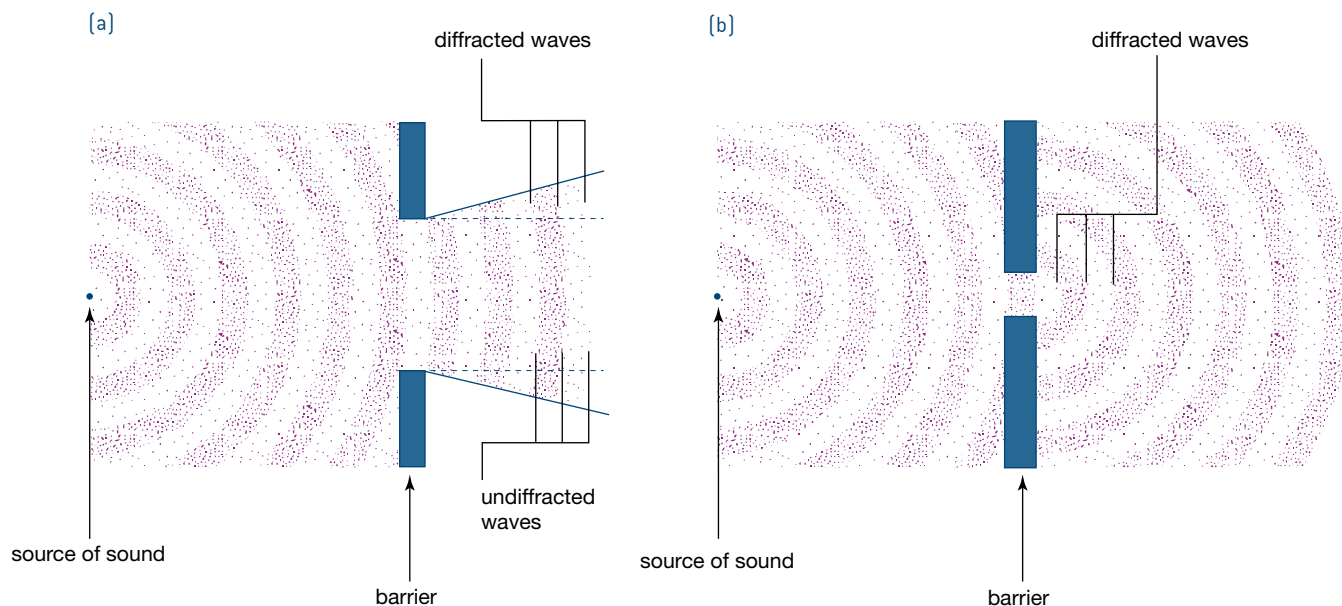 (a)
diffracted waves
undiffracted
waves
source of sound
barrier
(b)
diffracted waves
source of sound
barrier